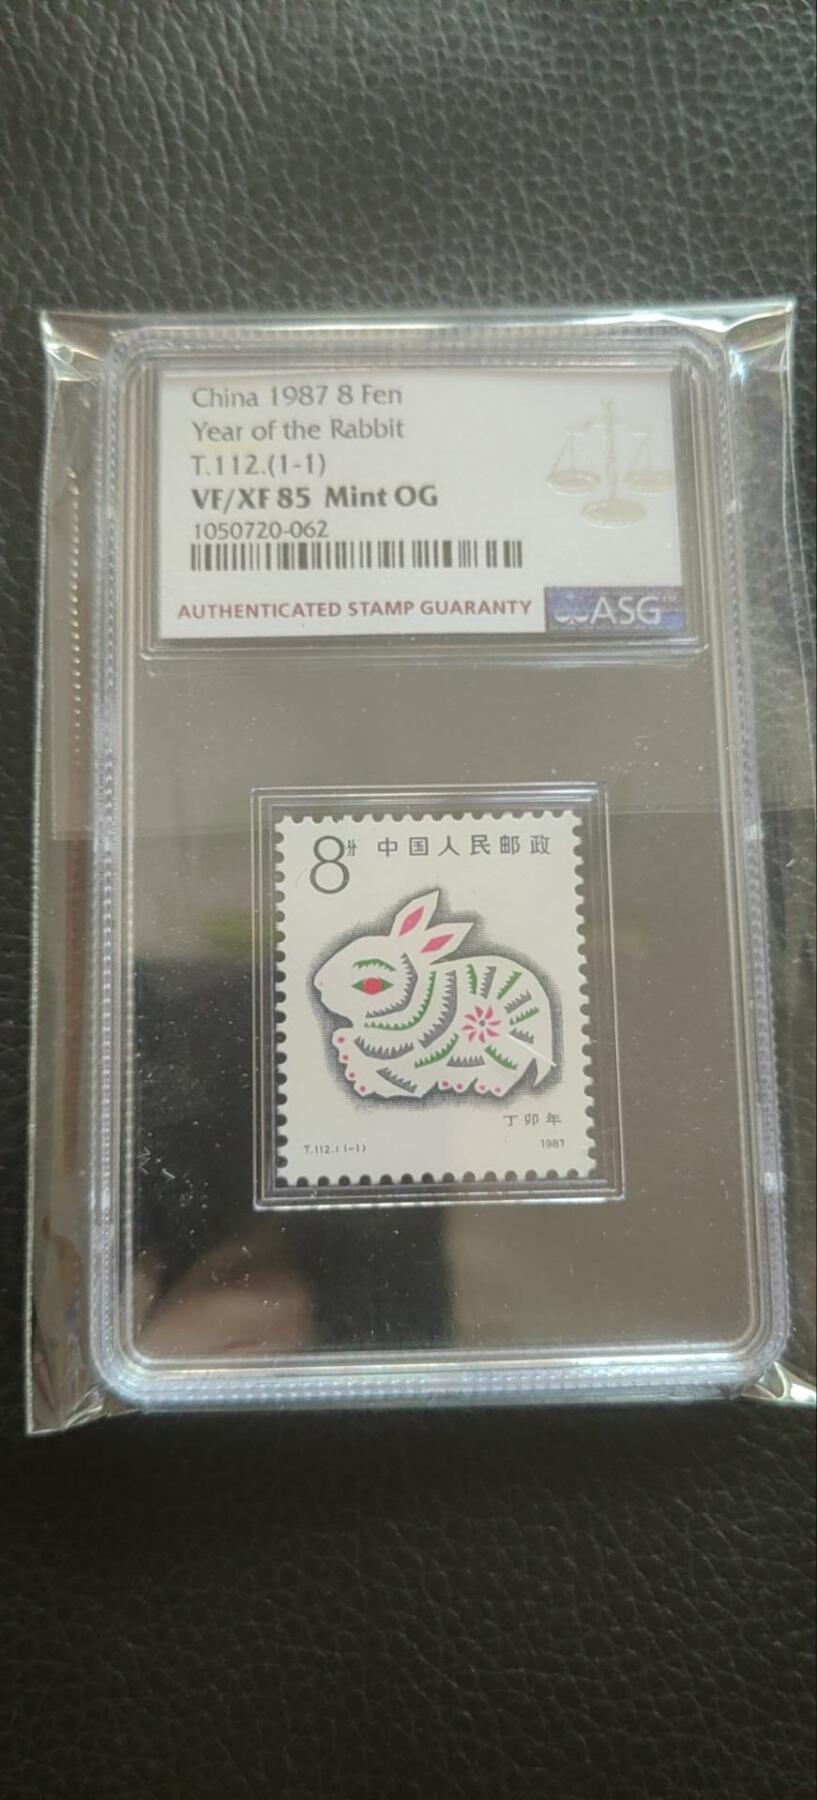 China 1987 8 Fen
Year of the Rabbit
T.112.(1-1)
VF/XF 85 Mint OG
1050720-062
AUTHENTICATED STAMP GUARANTY ASG
8分 中国人民邮政
丁卯年
T.112.(1-1) 1987